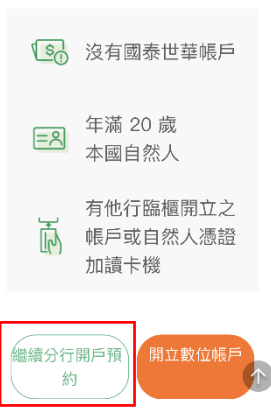 沒有國泰世華帳戶
年滿 20 歲
本國自然人
有他行臨櫃開立之
帳戶或自然人憑證
加讀卡機
繼續分行開戶預
約
開立數位帳戶